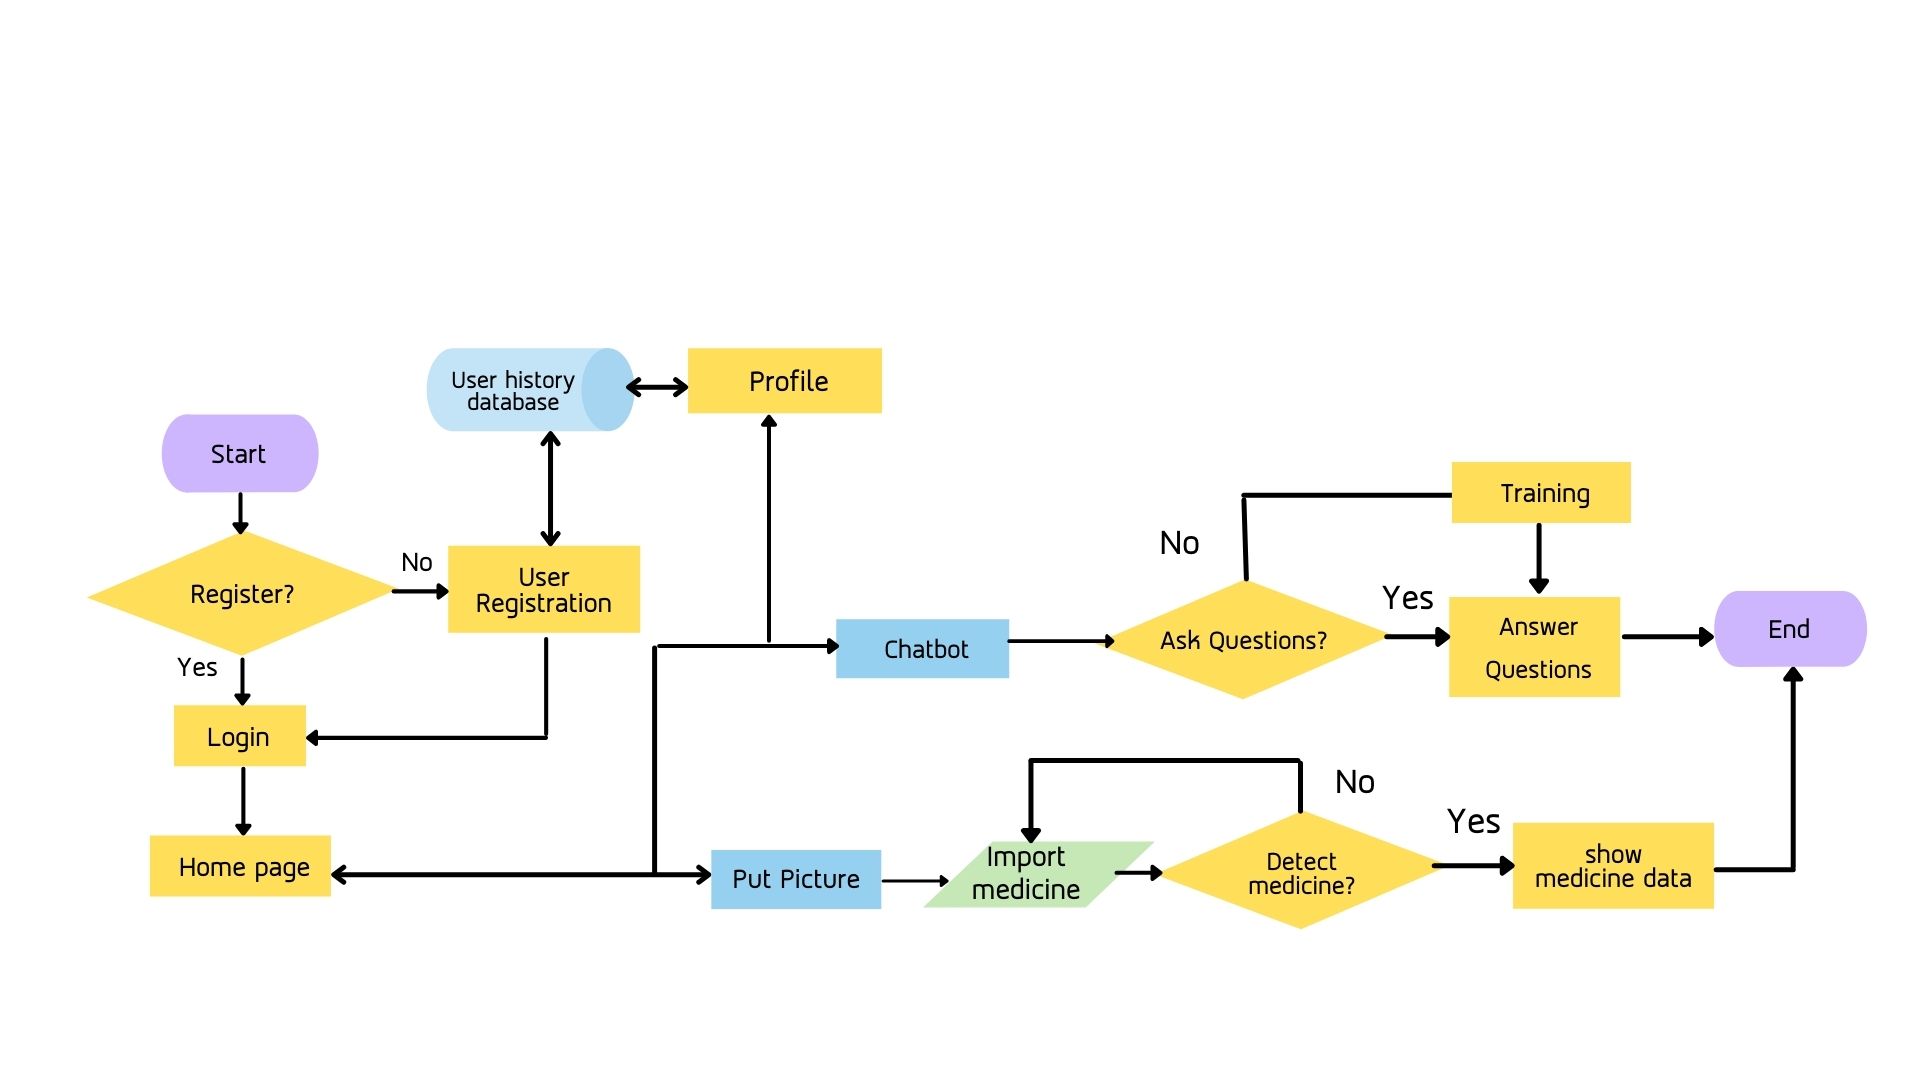 User history
database
Profile
Start
Register?
No
User
Registration
Yes
Login
Home page
Chatbot
No
Ask Questions?
Yes
Training
Answer
Questions
End
Put Picture
Import
medicine
No
Detect
medicine?
Yes
show
medicine data